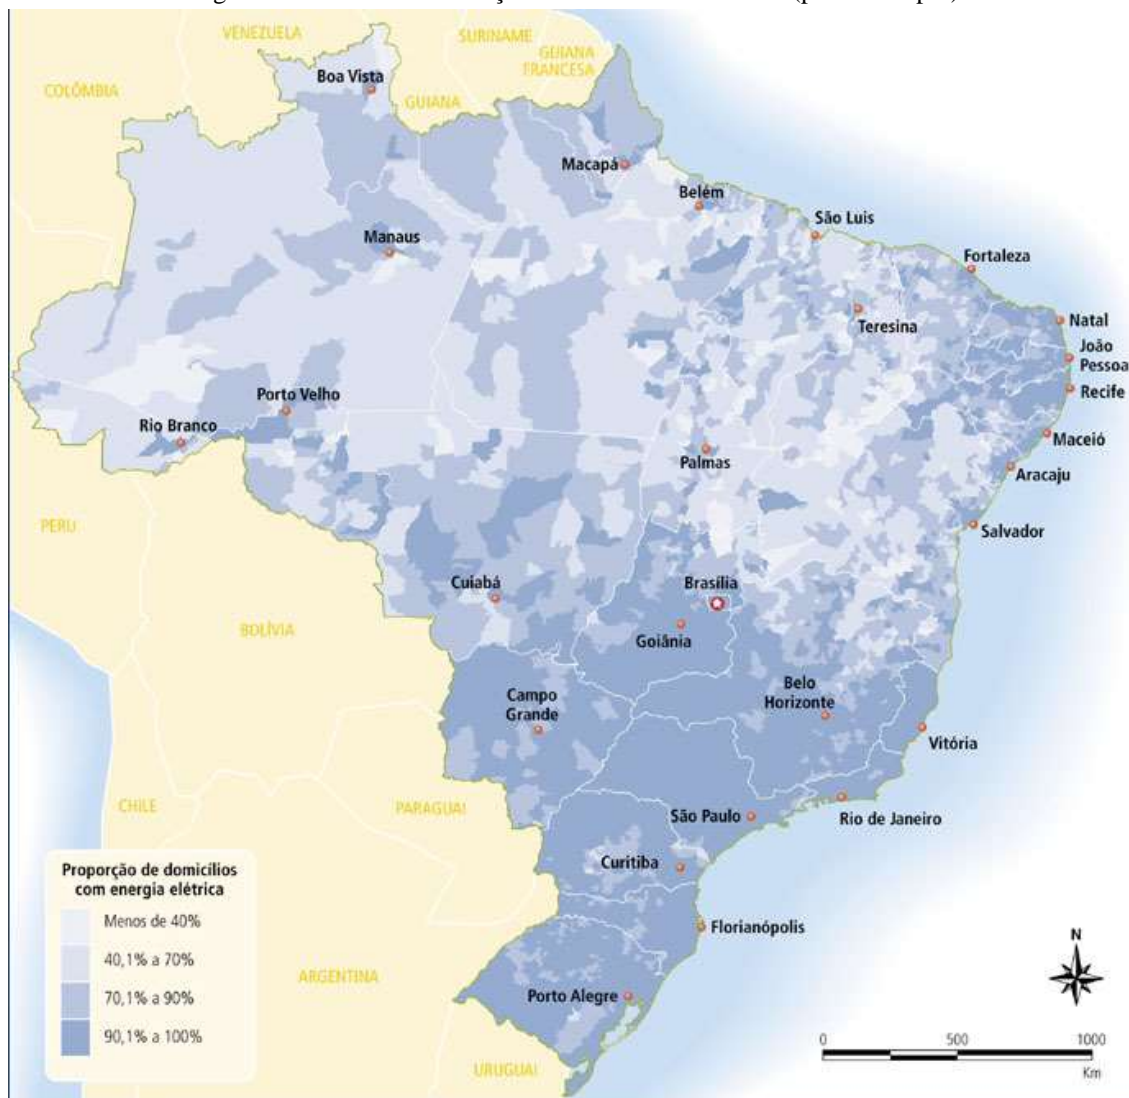 VENEZUELA
SURINAME
GUIANA
FRANCESA
COLÔMBIA
Boa Vista
GUIANA
Macapá
Belém
São Luis
Manaus
Fortaleza
Teresina
Natal
João
Pessoa
Recife
Porto Velho
Rio Branco
Maceió
Palmas
Aracaju
PERU
Salvador
Cuiabá
Brasília
BOLÍVIA
Goiânia
Campo
Grande
Belo
Horizonte
Vitória
CHILE
PARAGUAI
São Paulo
Rio de Janeiro
Curitiba
Proporção de domicílios
com energia elétrica
Menos de 40%
40,1% a 70%
70,1% a 90%
90,1% a 100%
Florianópolis
ARGENTINA
Porto Alegre
URUGUAI
N
0 500 1000
Km